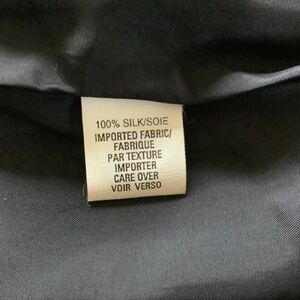 100% SILK/SOIE
IMPORTED FABRIC/
FABRIQUE
PAR TEXTURE
IMPORTER
CARE OVER
VOIR VERSO